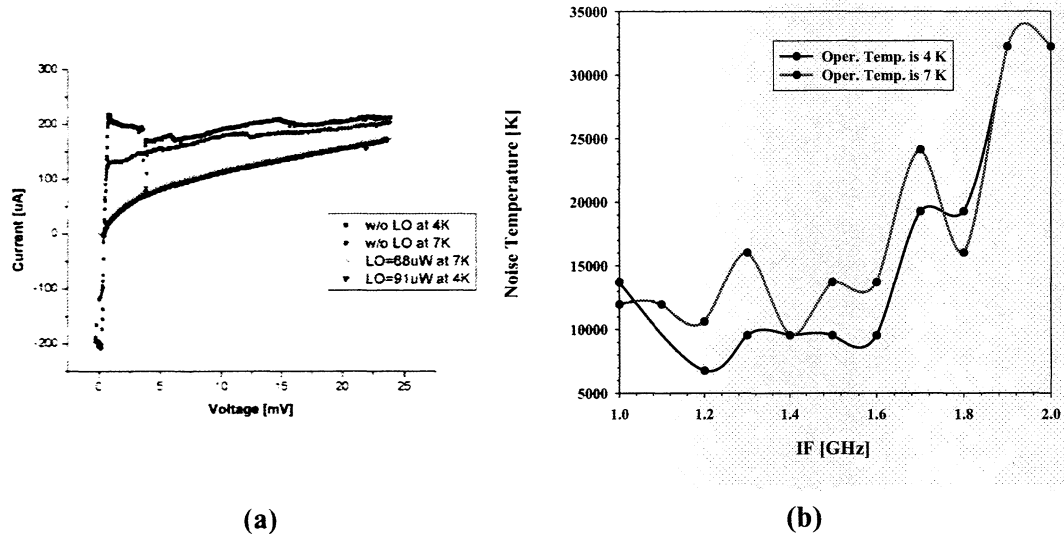 300
200
100
0
-100
-200
Current [uA]
0
5
10
15
20
25
Voltage [mV]
w/o LO at 4K
w/o LO at 7K
LO=68uW at 7K
LO=91uW at 4K
(a)
35000
30000
25000
20000
15000
10000
5000
Noise Temperature [K]
Oper. Temp. is 4 K
Oper. Temp. is 7 K
1.0
1.2
1.4
1.6
1.8
2.0
IF [GHz]
(b)